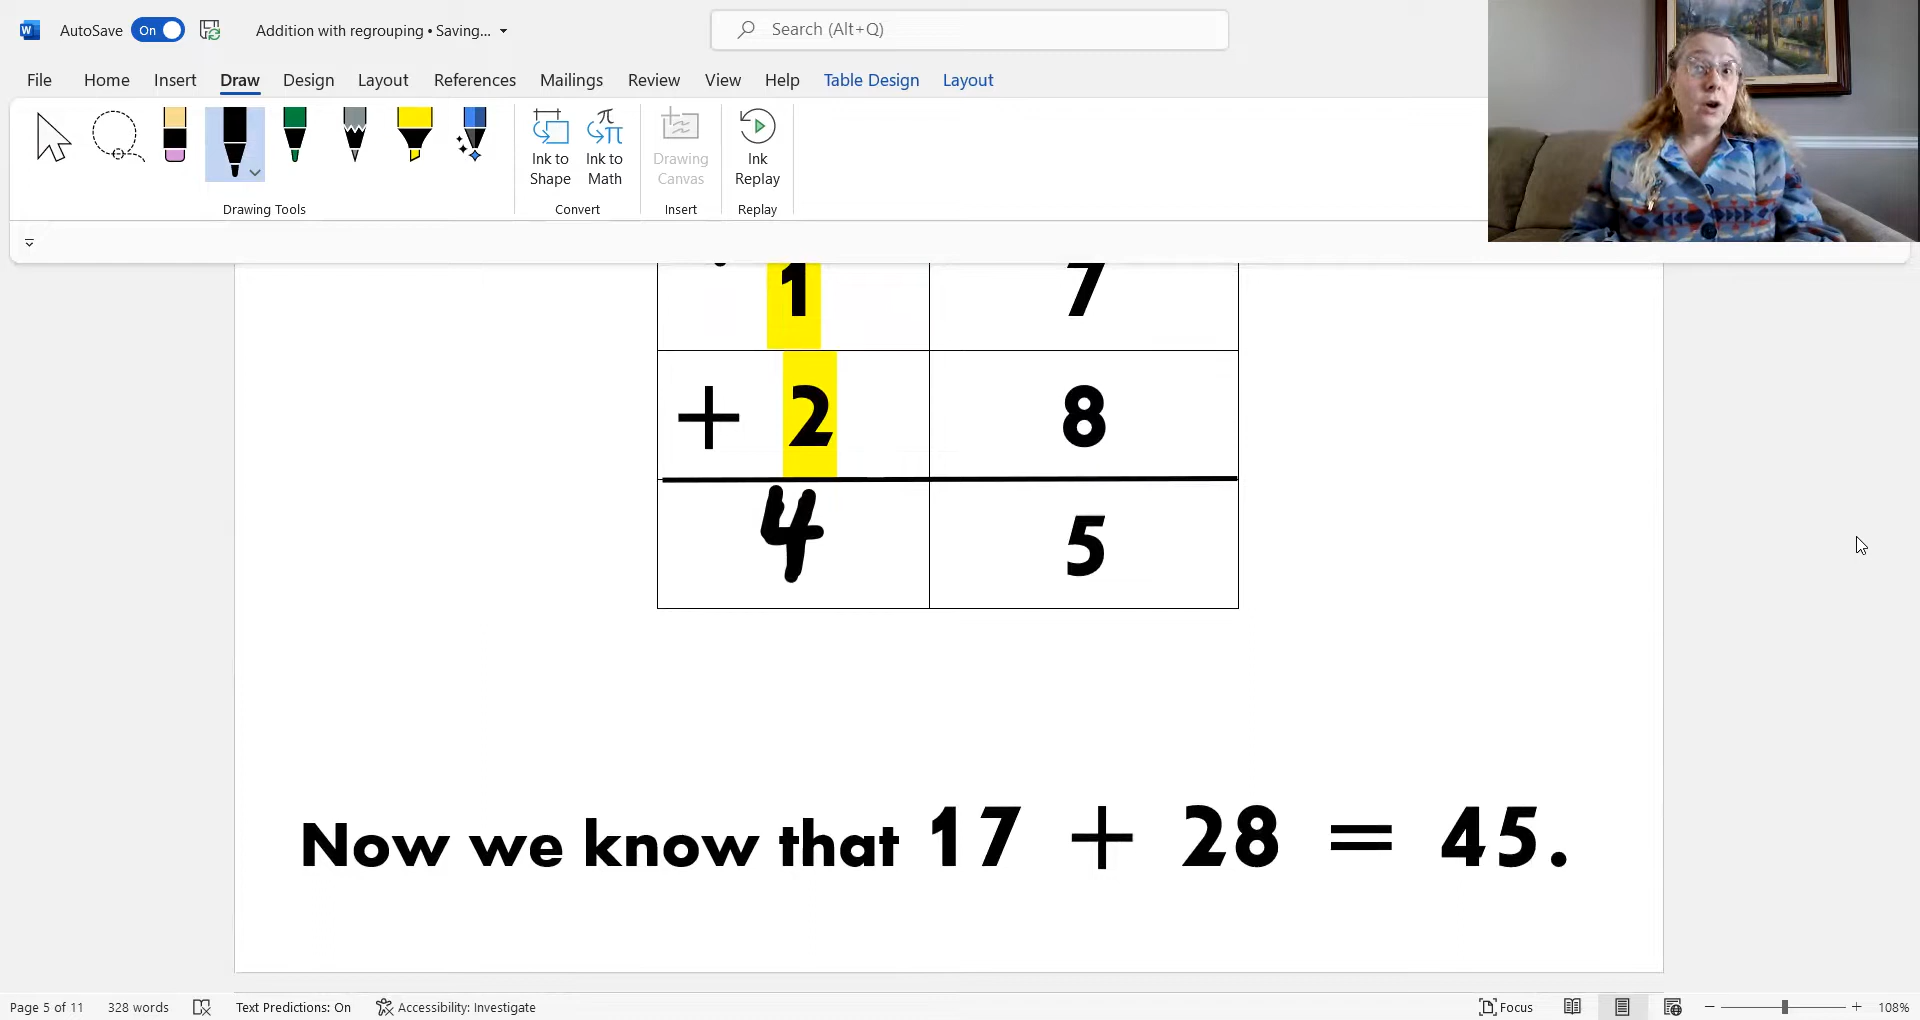 AutoSave On Addition with regrouping • Saving... Search (Alt+Q)
File Home Insert Draw Design Layout References Mailings Review View Help Table Design Layout
Ink to Shape
Ink to Math
Drawing Canvas
Ink Replay
Drawing Tools Convert Insert Replay
1 7
+ 2 8
4 5
Now we know that 17 + 28 = 45.
Page 5 of 11 328 words Text Predictions: On Accessibility: Investigate Focus 108%